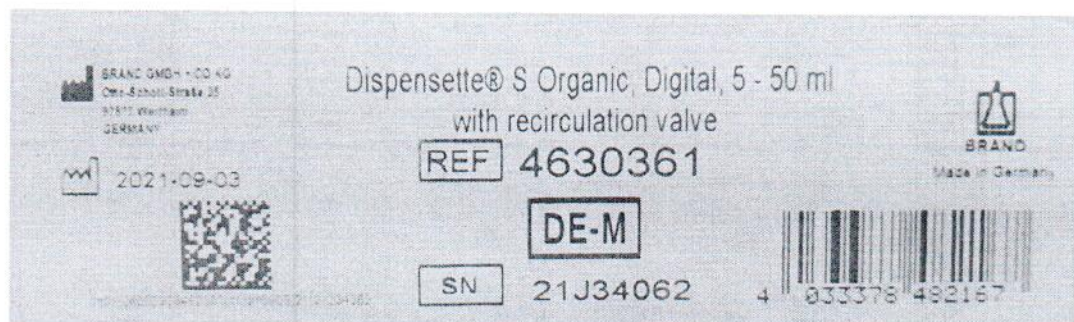 BRAND GMBH + CO KG
Otto-Schott-Straße 25
97877 Wertheim
GERMANY
2021-09-03
Dispensette® S Organic, Digital, 5 - 50 ml
with recirculation valve
REF 4630361
DE-M
SN 21J34062
BRAND
Made in Germany
4 033378 492167